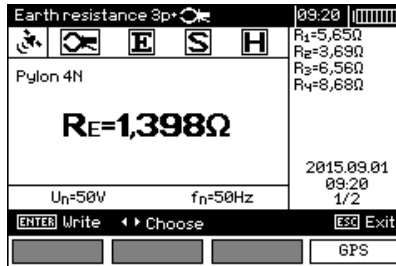 Earth resistance 3p+
09:20
E S H
R1=5,65Ω
R2=3,69Ω
R3=6,56Ω
R4=8,68Ω
Pylon 4N
RE=1,398Ω
2015.09.01
09:20
1/2
Un=50V fn=50Hz
ENTER Write Choose ESC Exit
GPS